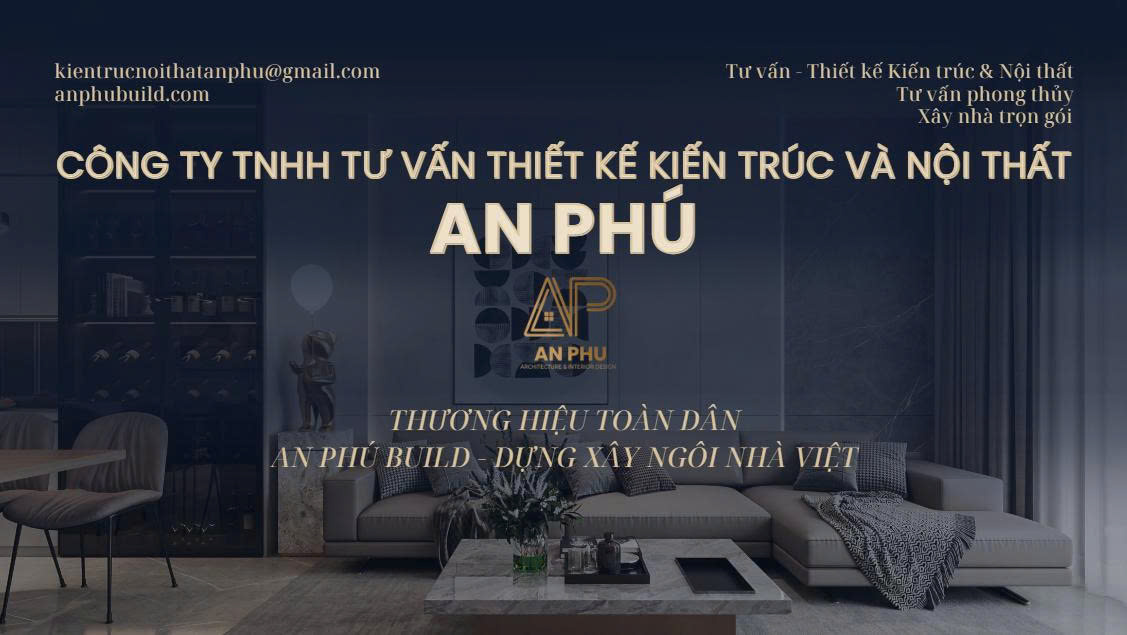 kientrucnoithatanphu@gmail.com
anphubuild.com
Tư vấn - Thiết kế Kiến trúc & Nội thất
Tư vấn phong thủy
Xây nhà trọn gói
CÔNG TY TNHH TƯ VẤN THIẾT KẾ KIẾN TRÚC VÀ NỘI THẤT
AN PHÚ
AP
AN PHU
ARCHITECTURE & INTERIOR DESIGN
THƯƠNG HIỆU TOÀN DÂN
AN PHÚ BUILD - DỰNG XÂY NGÔI NHÀ VIỆT